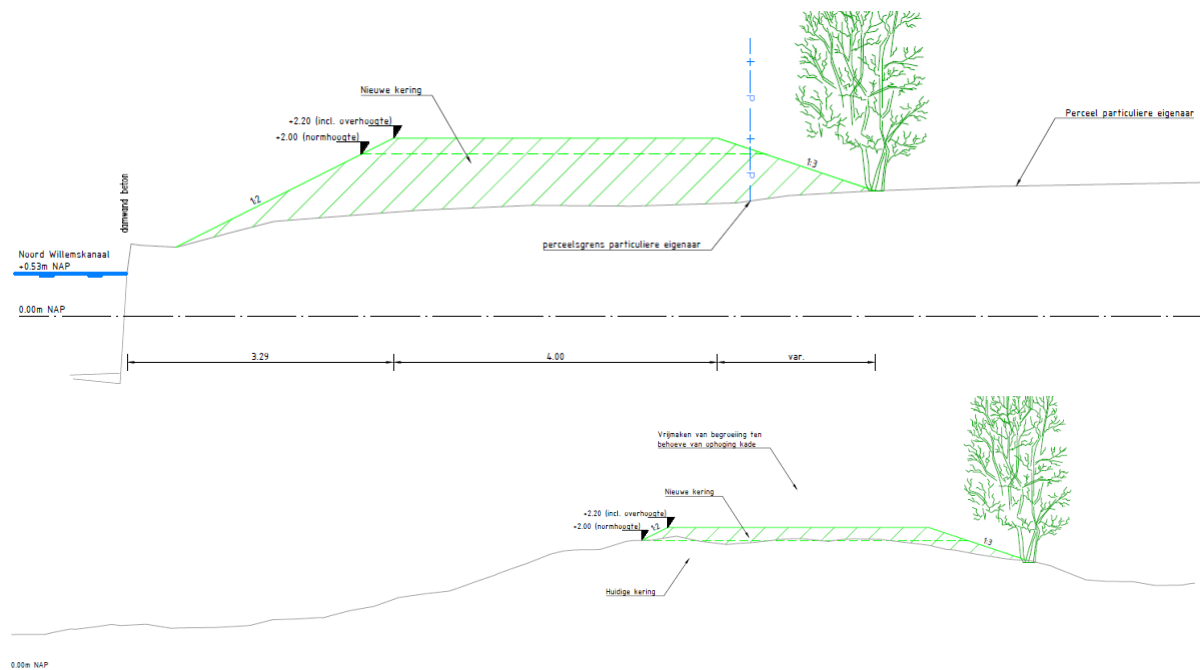 Nieuwe kering
+2.20 (incl. overhoogte)
+2.00 (normhoogte)
Perceel particuliere eigenaar
1:2
1:3
damwand beton
perceelsgrens particuliere eigenaar
Noord Willemskanaal
+0.53m NAP
0.00m NAP
3.29
4.00
var.
Vrijmaken van begroeiing ten
behoeve van ophoging kade
Nieuwe kering
+2.20 (incl. overhoogte)
+2.00 (normhoogte)
1:2
1:3
Huidige kering
0.00m NAP